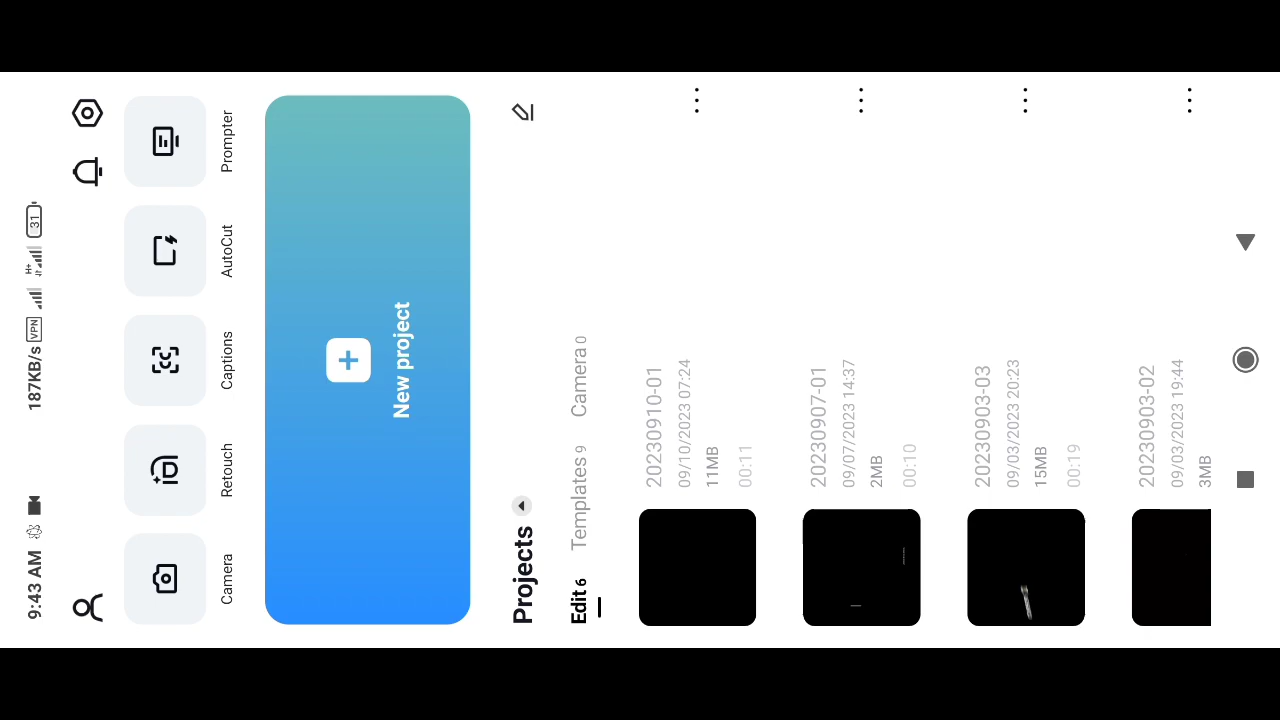 9:43 AM
187KB/s VPN H+ 31
Camera
Retouch
Captions
AutoCut
Prompter
New project
Projects
Edit 6
Templates 9
Camera 0
20230910-01
09/10/2023 07:24
11MB
00:11
20230907-01
09/07/2023 14:37
2MB
00:10
20230903-03
09/03/2023 20:23
15MB
00:19
20230903-02
09/03/2023 19:44
3MB